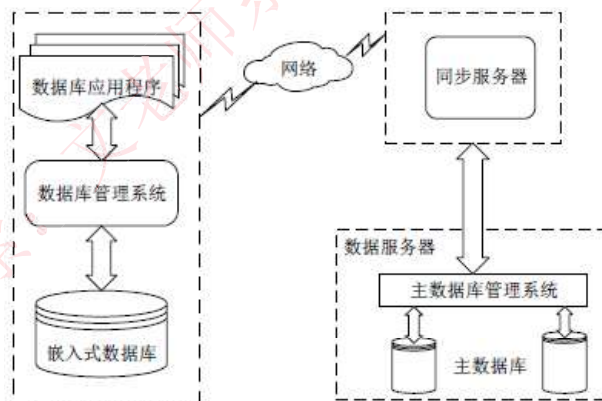 数据库应用程序
网络
同步服务器
数据库管理系统
数据服务器
主数据库管理系统
嵌入式数据库
主数据库